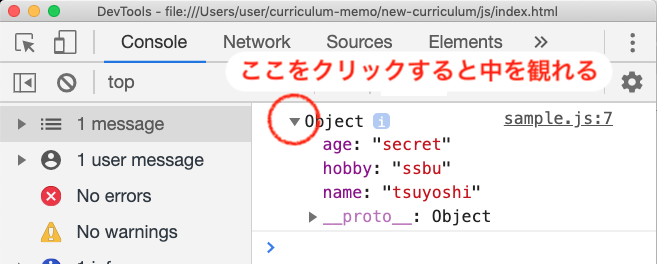 DevTools - file:///Users/user/curriculum-memo/new-curriculum/js/index.html
Console Network Sources Elements »
top
ここをクリックすると中を観れる
1 message
1 user message
No errors
No warnings
Object i sample.js:7
age: "secret"
hobby: "ssbu"
name: "tsuyoshi"
__proto__: Object